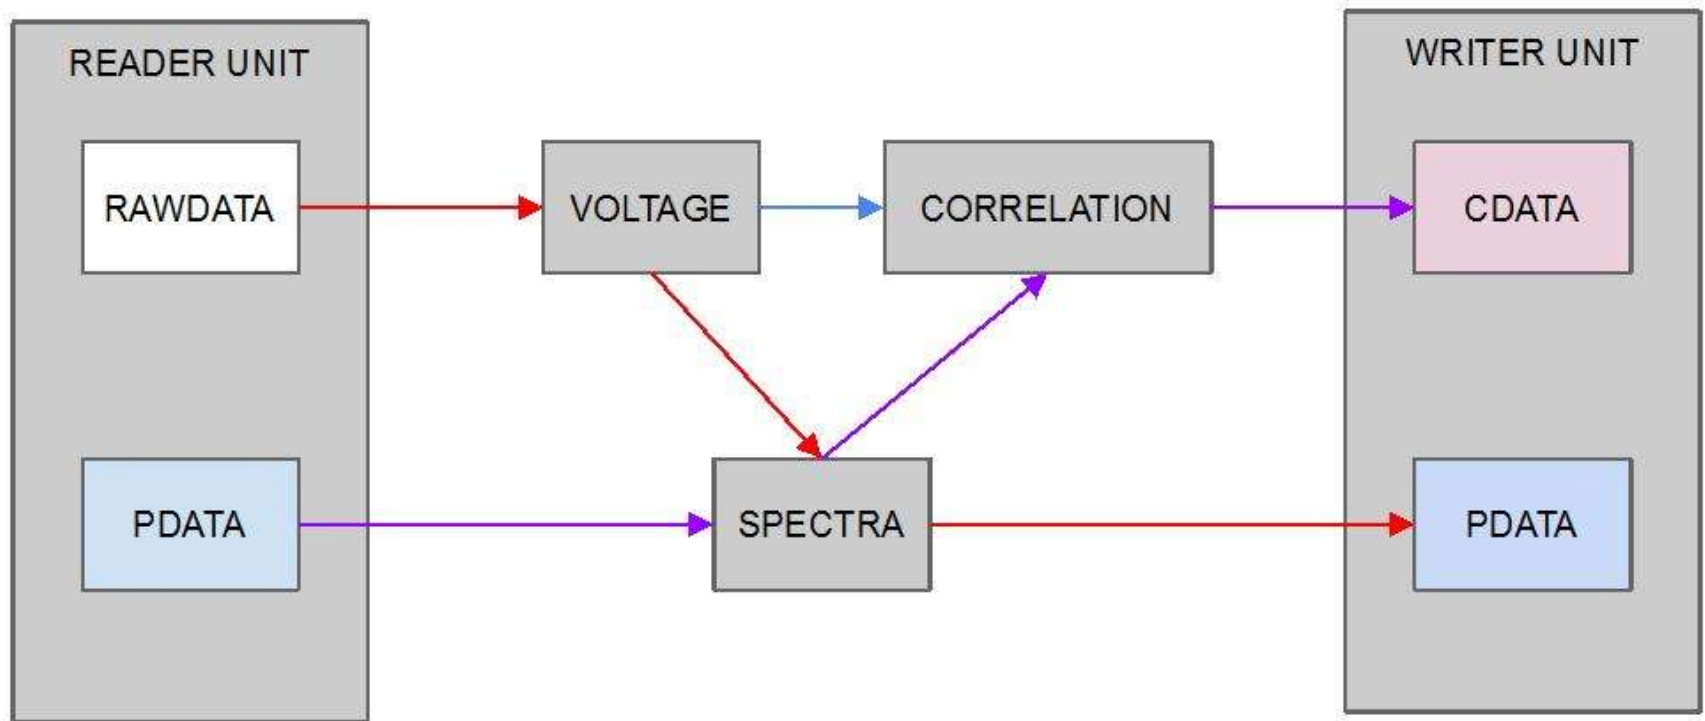 READER UNIT
WRITER UNIT
RAWDATA
VOLTAGE
CORRELATION
CDATA
PDATA
SPECTRA
PDATA